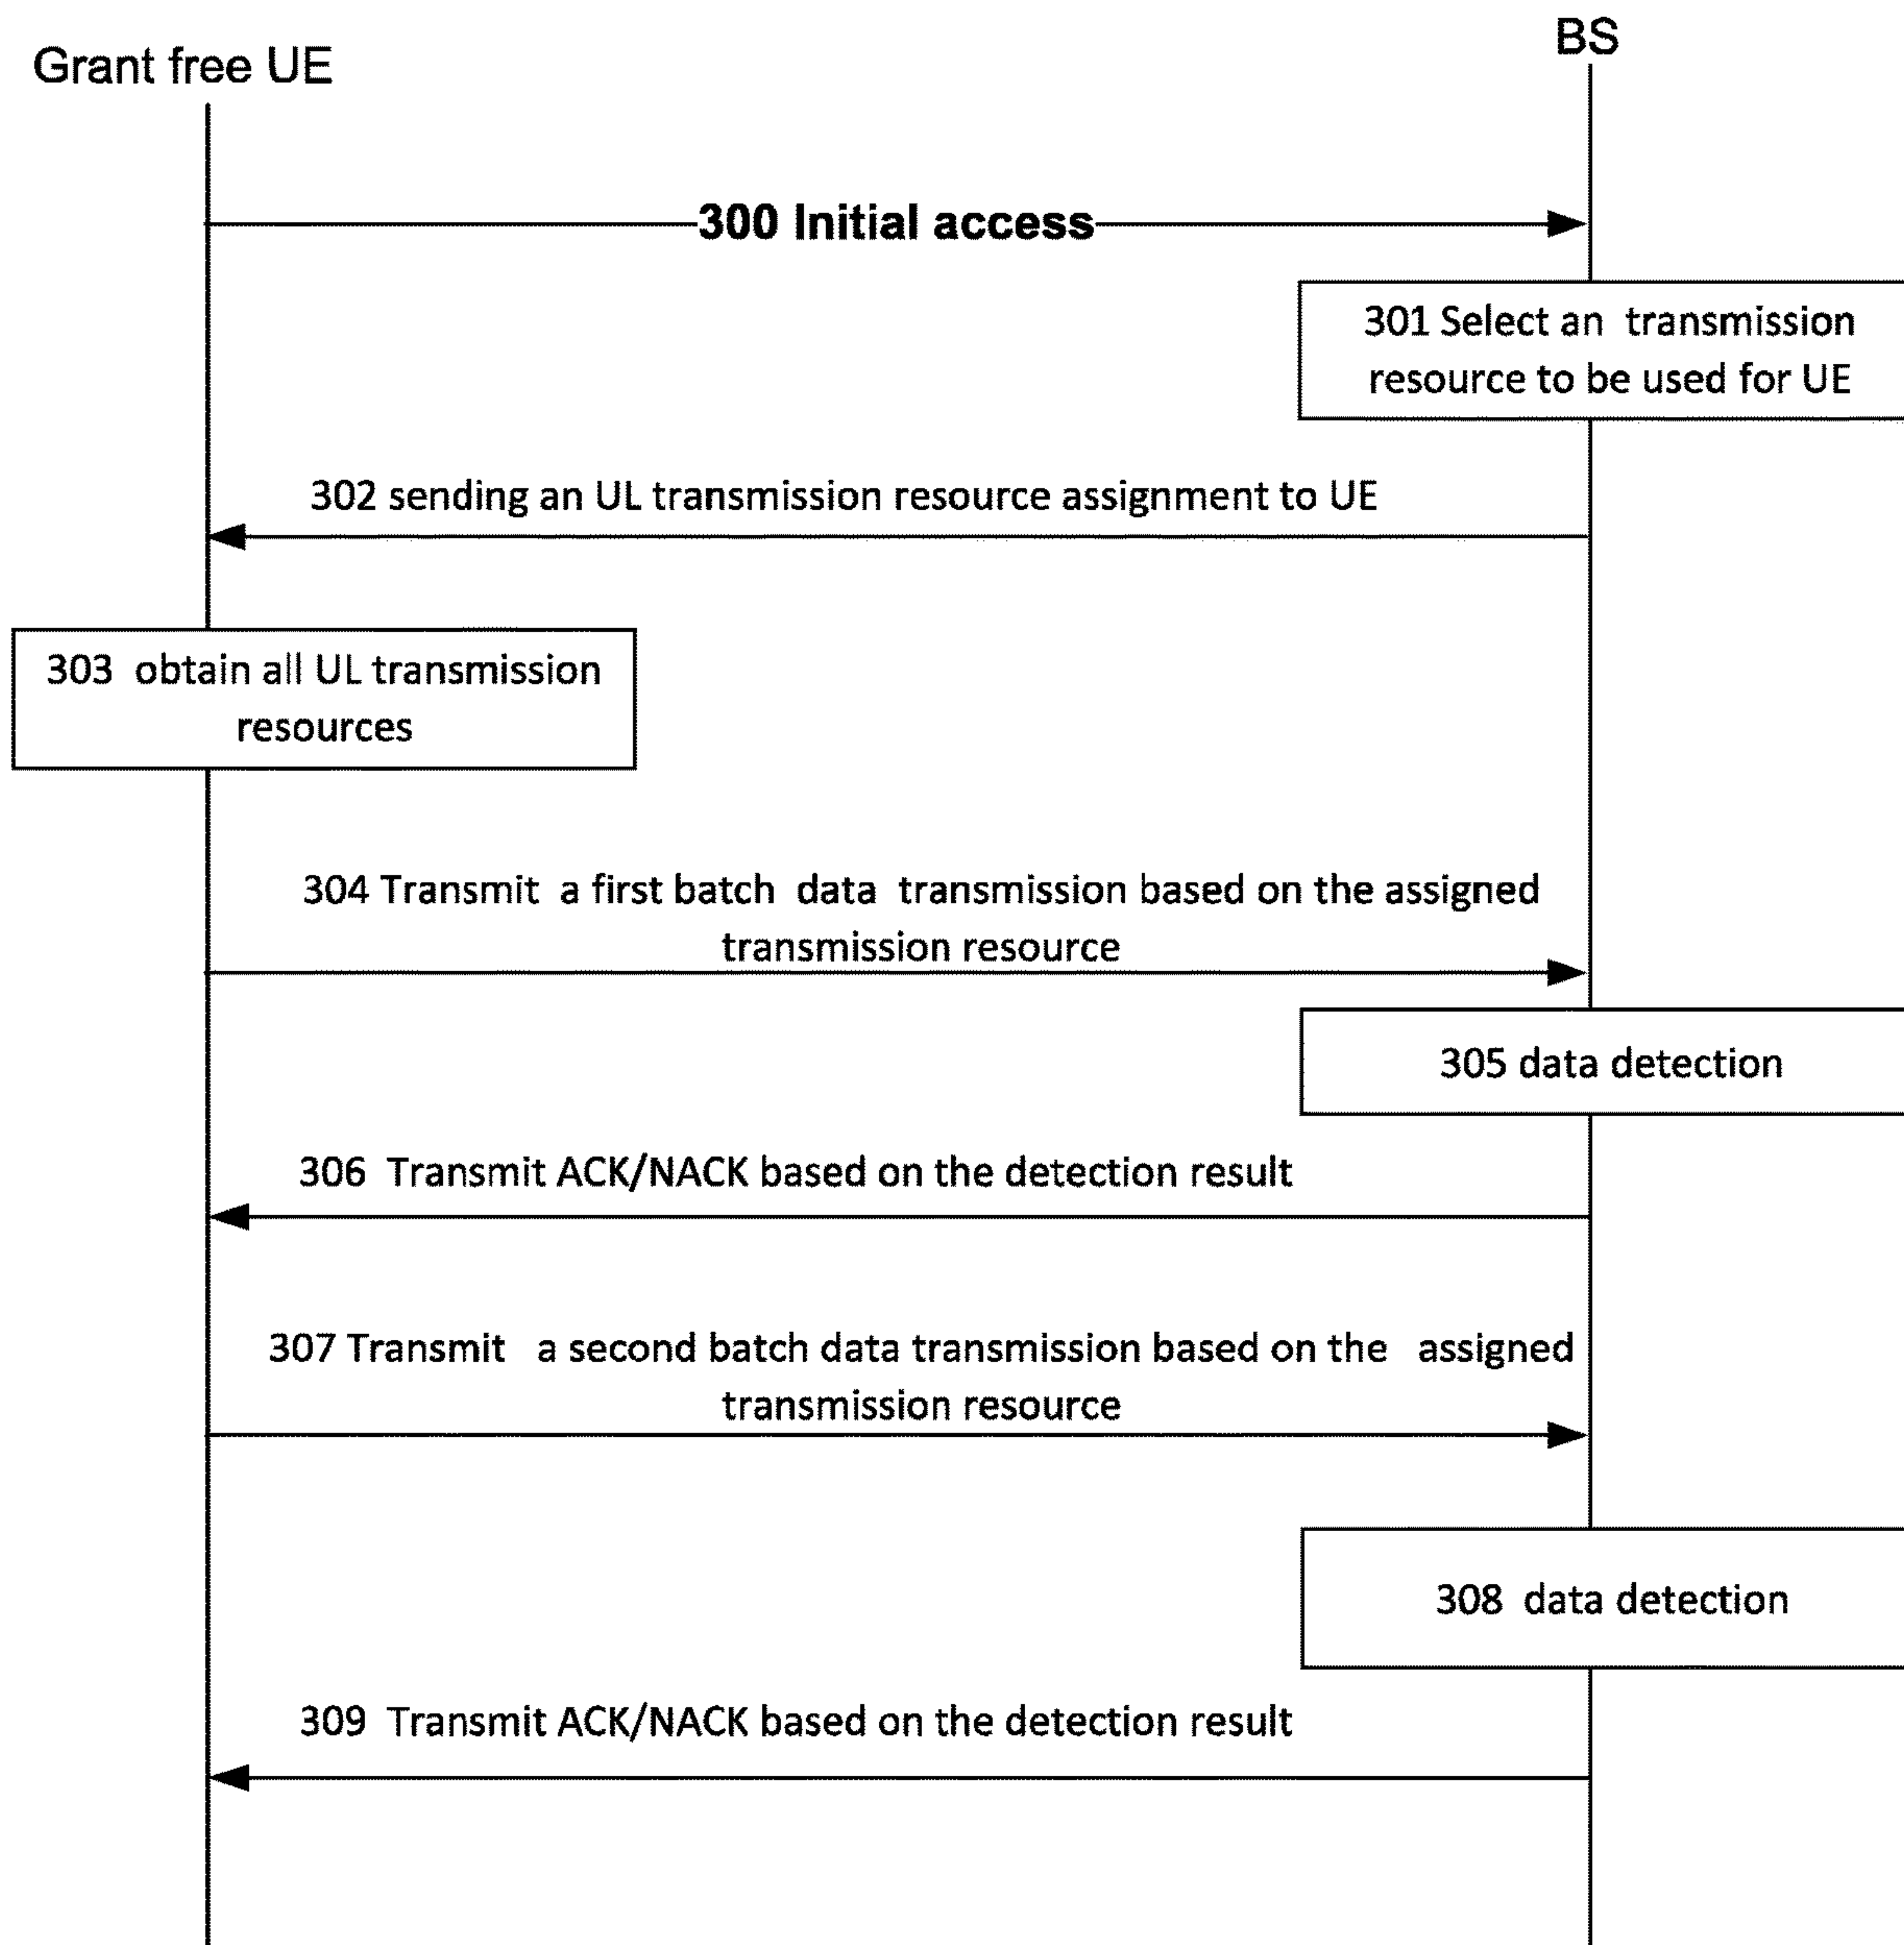 Grant free UE
BS
300 Initial access
301 Select an transmission
resource to be used for UE
302 sending an UL transmission resource assignment to UE
303 obtain all UL transmission
resources
304 Transmit a first batch data transmission based on the assigned
transmission resource
305 data detection
306 Transmit ACK/NACK based on the detection result
307 Transmit a second batch data transmission based on the assigned
transmission resource
308 data detection
309 Transmit ACK/NACK based on the detection result